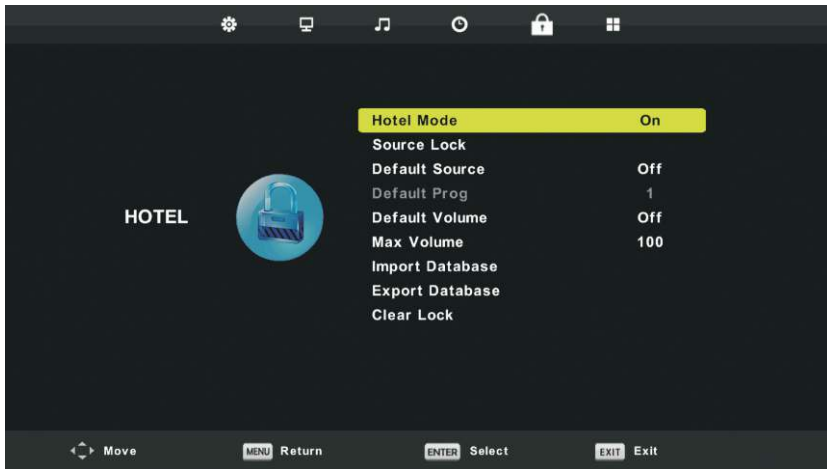 Hotel Mode On
Source Lock
Default Source Off
Default Prog 1
HOTEL
Default Volume Off
Max Volume 100
Import Database
Export Database
Clear Lock
Move MENU Return ENTER Select EXIT Exit